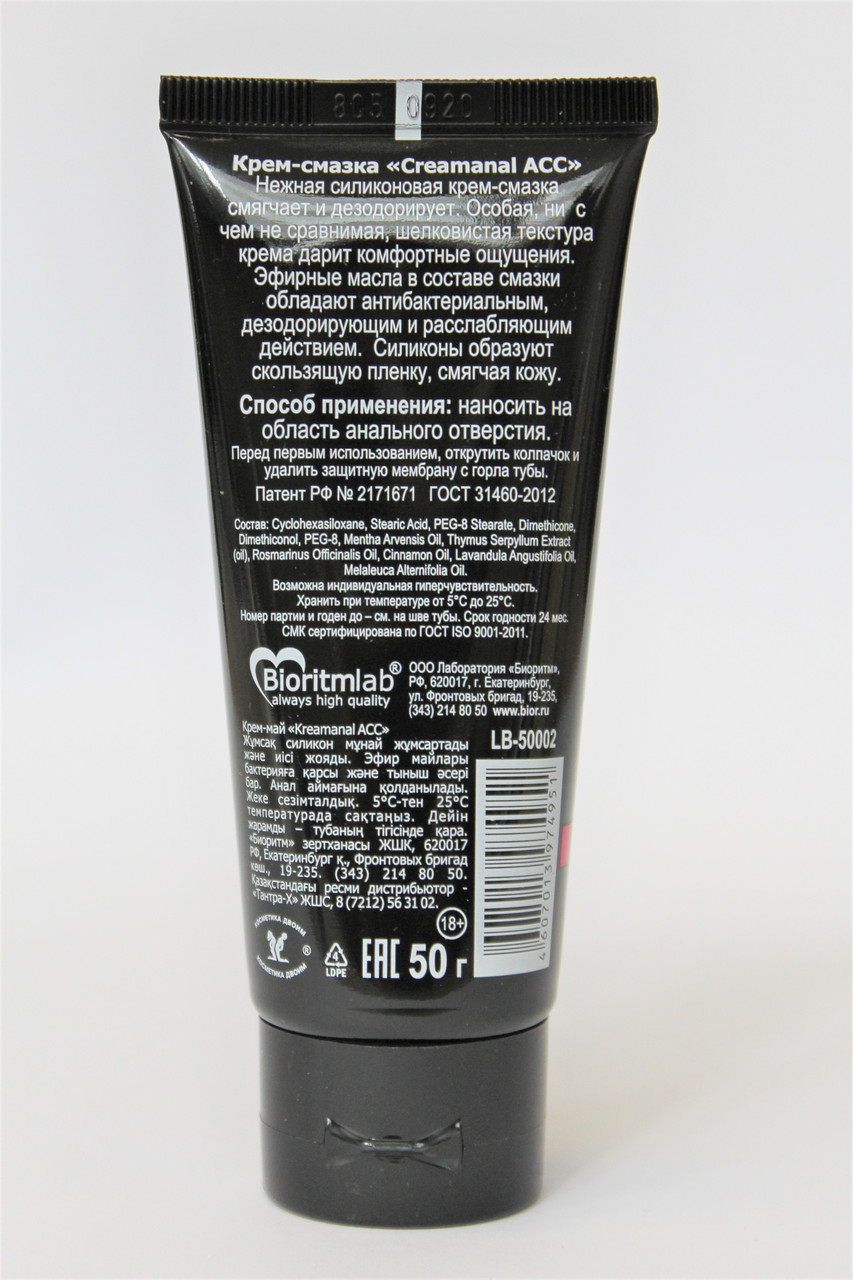 805 0920
Крем-смазка «Creamanal ACC»
Нежная силиконовая крем-смазка
смягчает и дезодорирует. Особая, ни с
чем не сравнимая, шелковистая текстура
крема дарит комфортные ощущения.
Эфирные масла в составе смазки
обладают антибактериальным,
дезодорирующим и расслабляющим
действием. Силиконы образуют
скользящую пленку, смягчая кожу.
Способ применения: наносить на
область анального отверстия.
Перед первым использованием, открутить колпачок и
удалить защитную мембрану с горла тубы.
Патент РФ № 2171671 ГОСТ 31460-2012
Состав: Cyclohexasiloxane, Stearic Acid, PEG-8 Stearate, Dimethicone,
Dimethiconol, PEG-8, Mentha Arvensis Oil, Thymus Serpyllum Extract
(oil), Rosmarinus Officinalis Oil, Cinnamon Oil, Lavandula Angustifolia Oil,
Melaleuca Alternifolia Oil.
Возможна индивидуальная гиперчувствительность.
Хранить при температуре от 5°С до 25°С.
Номер партии и годен до – см. на шве тубы. Срок годности 24 мес.
СМК сертифицирована по ГОСТ ISO 9001-2011.
Bioritmlab®
always high quality
ООО Лаборатория «Биоритм»,
РФ, 620017, г. Екатеринбург,
ул. Фронтовых бригад, 19-235,
(343) 214 80 50 www.bior.ru
Крем-май «Kreamanal ACC»
Жұмсақ силикон мұнай жұмсартады
және иісі жояды. Эфир майлары
бактерияға қарсы және тыныш әсері
бар. Анал аймағына қолданылады.
Жеке сезімталдық. 5°С-тен 25°С
температурада сақтаңыз. Дейін
жарамды – тубаның тігісінде қара.
«Биоритм» зертханасы ЖШК, 620017
РФ, Екатеринбург қ., Фронтовых бригад
көш., 19-235. (343) 214 80 50.
Қазақстандағы ресми дистрибьютор -
«Тантра-Х» ЖШС, 8 (7212) 56 31 02.
LB-50002
4607013974951
18+
КОСМЕТИКА ДВОИМ
®
КОСМЕТИКА ДВОИМ
4
LDPE
EAC 50 г